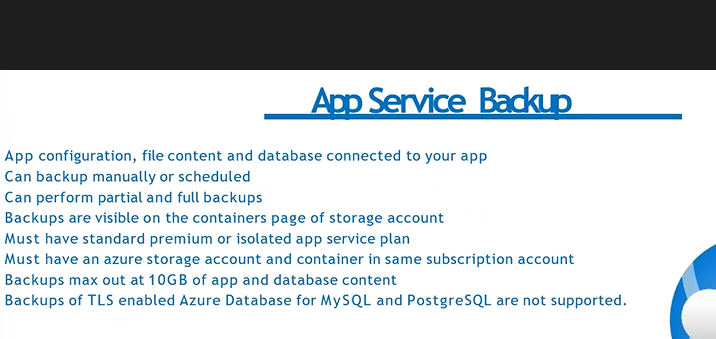 App Service Backup
App configuration, file content and database connected to your app
Can backup manually or scheduled
Can perform partial and full backups
Backups are visible on the containers page of storage account
Must have standard premium or isolated app service plan
Must have an azure storage account and container in same subscription account
Backups max out at 10GB of app and database content
Backups of TLS enabled Azure Database for MySQL and PostgreSQL are not supported.